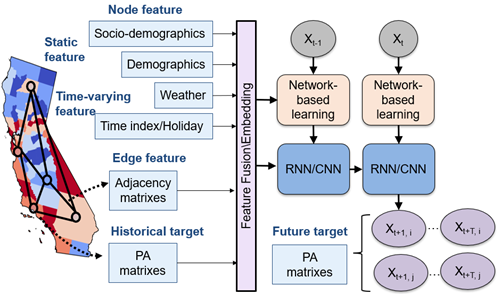 Node feature
Static
feature
Socio-demographics
Demographics
Time-varying
feature
Weather
Time index/Holiday
Edge feature
Adjacency
matrixes
Historical target
PA
matrixes
Feature Fusion\Embedding
X_{t-1}
X_t
Network-
based
learning
Network-
based
learning
RNN/CNN
RNN/CNN
Future target
PA
matrixes
X_{t+1, i} ... X_{t+T, i}
X_{t+1, j} ... X_{t+T, j}